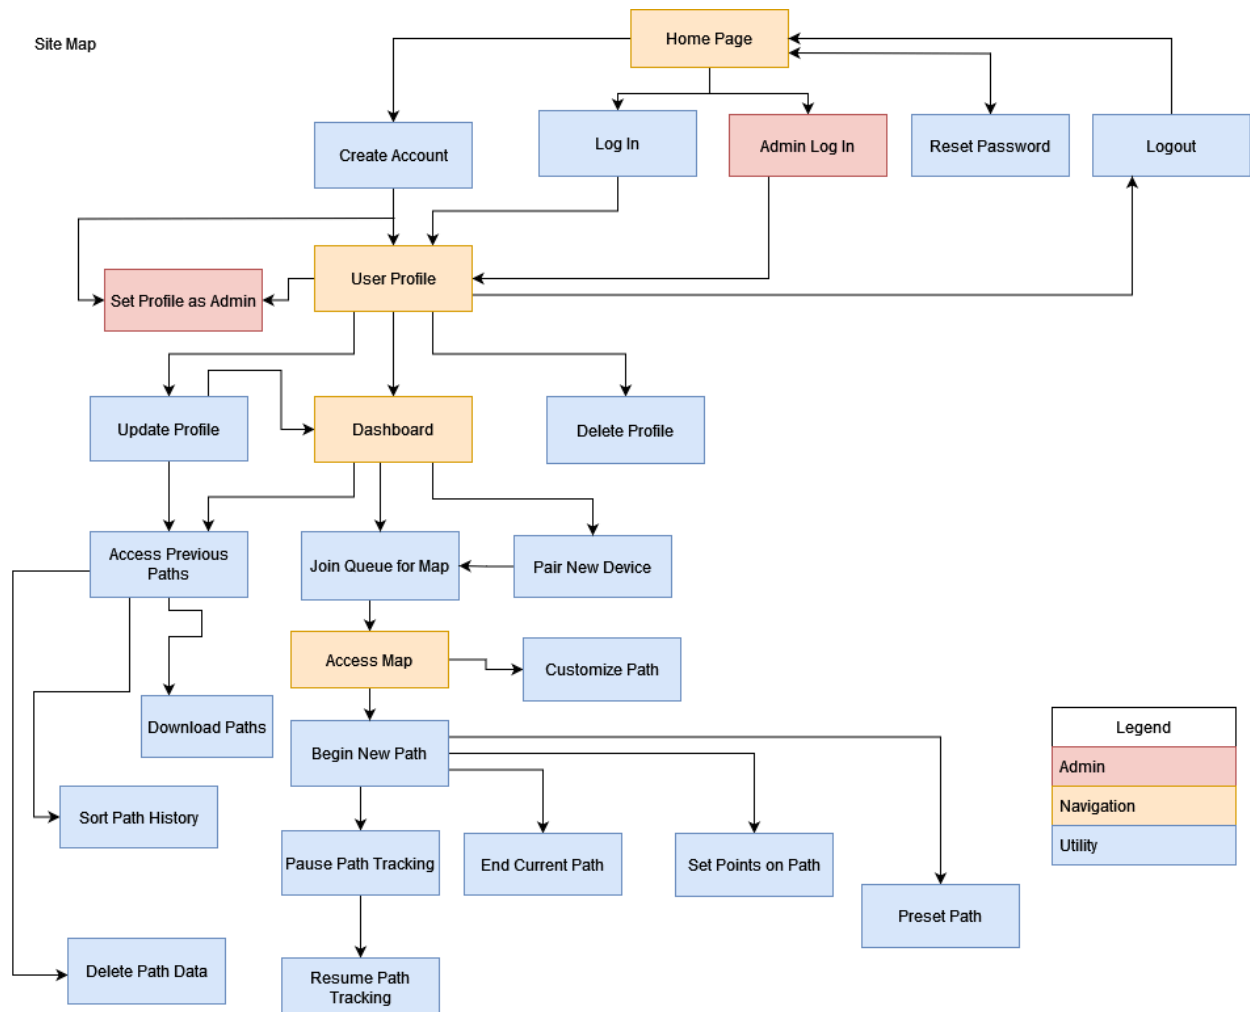 Site Map
Home Page
Create Account
Log In
Admin Log In
Reset Password
Logout
User Profile
Set Profile as Admin
Update Profile
Dashboard
Delete Profile
Access Previous
Paths
Join Queue for Map
Pair New Device
Access Map
Customize Path
Download Paths
Begin New Path
Legend
Admin
Navigation
Utility
Sort Path History
Pause Path Tracking
End Current Path
Set Points on Path
Preset Path
Delete Path Data
Resume Path
Tracking